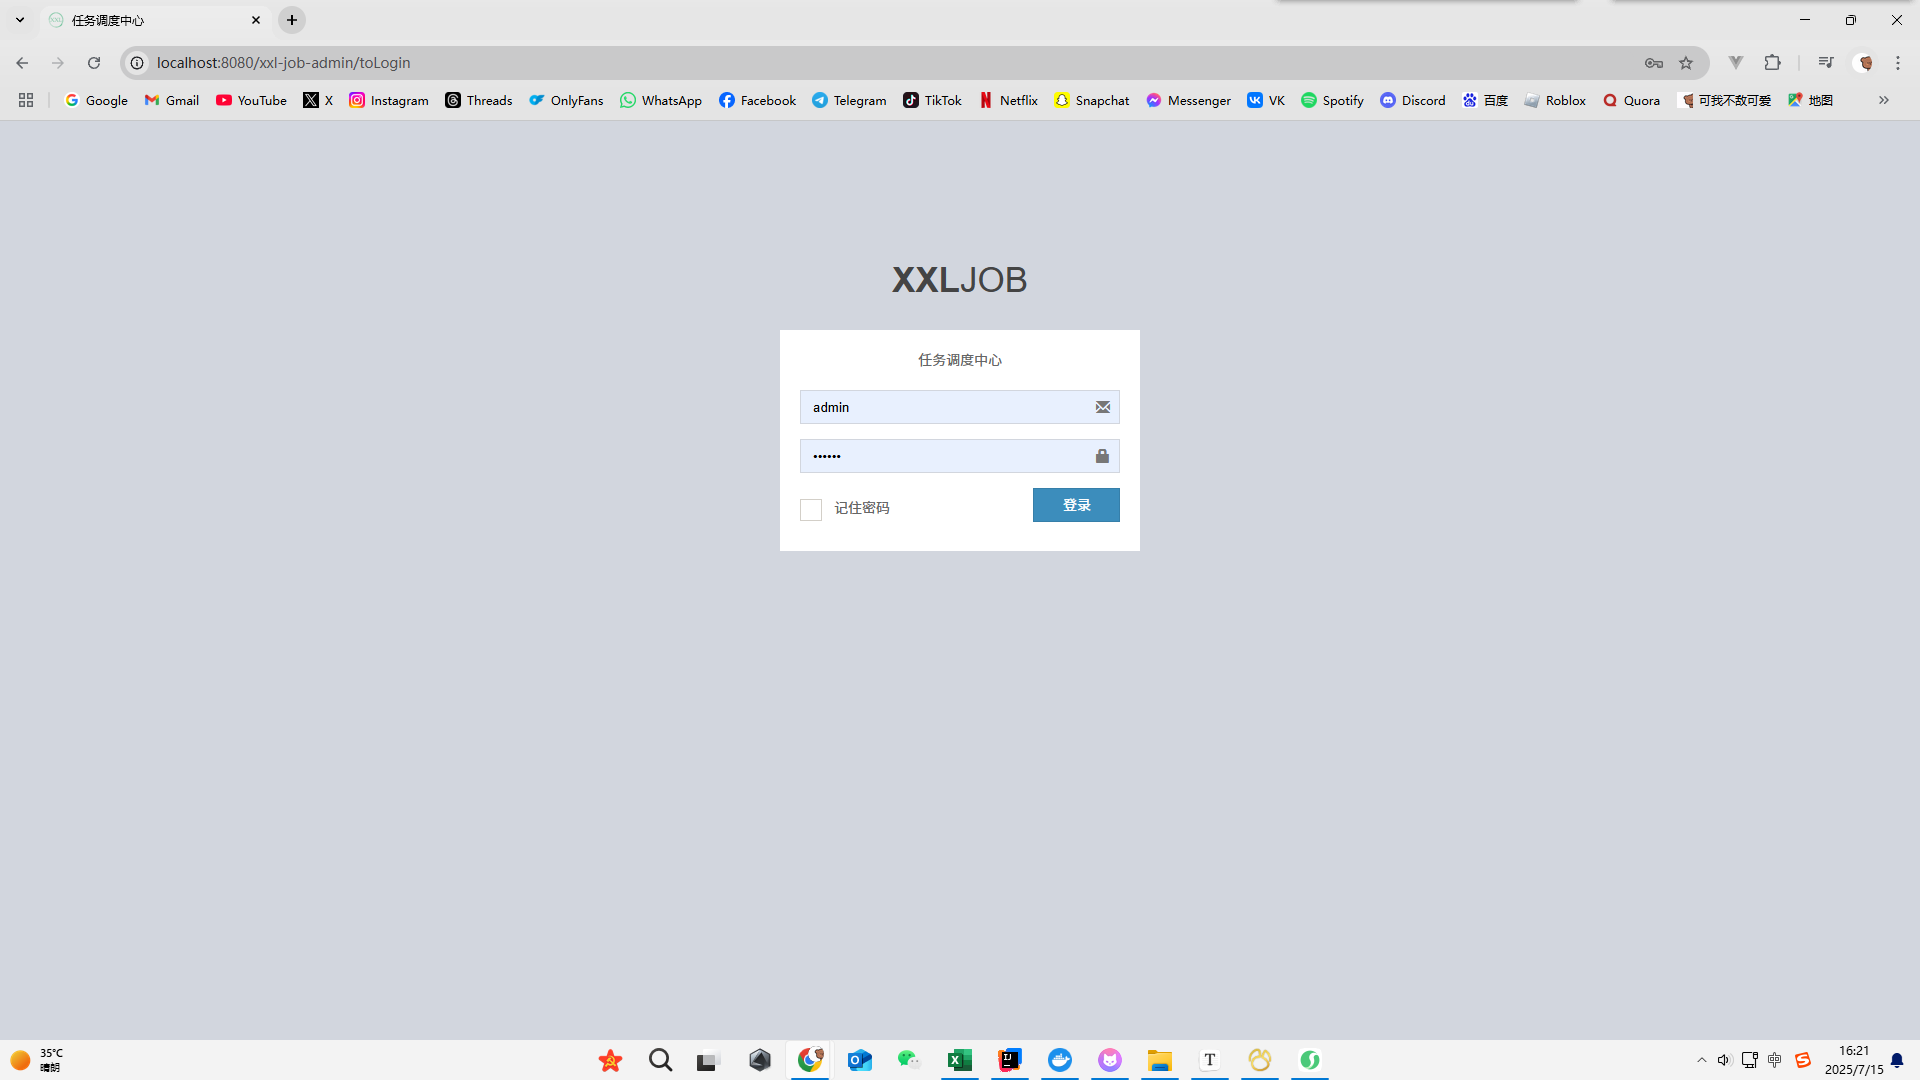 任务调度中心
localhost:8080/xxl-job-admin/toLogin
Google Gmail YouTube X Instagram Threads OnlyFans WhatsApp Facebook Telegram TikTok Netflix Snapchat Messenger VK Spotify Discord 百度 Roblox Quora 可我不敌可爱 地图
XXLJOB
任务调度中心
admin
••••••
记住密码 登录
35°C
晴朗
中
16:21
2025/7/15